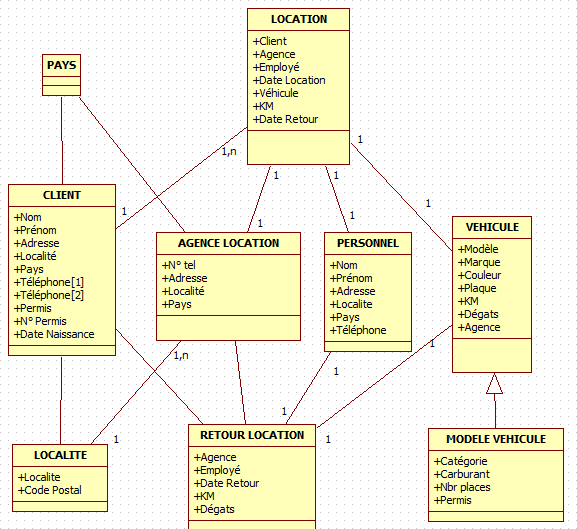 LOCATION
+Client
+Agence
+Employé
+Date Location
+Véhicule
+KM
+Date Retour
PAYS
1,n
1
1
1
1
1
1
1
1
CLIENT
+Nom
+Prénom
+Adresse
+Localité
+Pays
+Téléphone[1]
+Téléphone[2]
+Permis
+N° Permis
+Date Naissance
AGENCE LOCATION
+N° tel
+Adresse
+Localité
+Pays
PERSONNEL
+Nom
+Prénom
+Adresse
+Localite
+Pays
+Téléphone
VEHICULE
+Modèle
+Marque
+Couleur
+Plaque
+KM
+Dégats
+Agence
1,n
1
1
1
1
1
LOCALITE
+Localite
+Code Postal
RETOUR LOCATION
+Agence
+Employé
+Date Retour
+KM
+Dégats
MODELE VEHICULE
+Catégorie
+Carburant
+Nbr places
+Permis